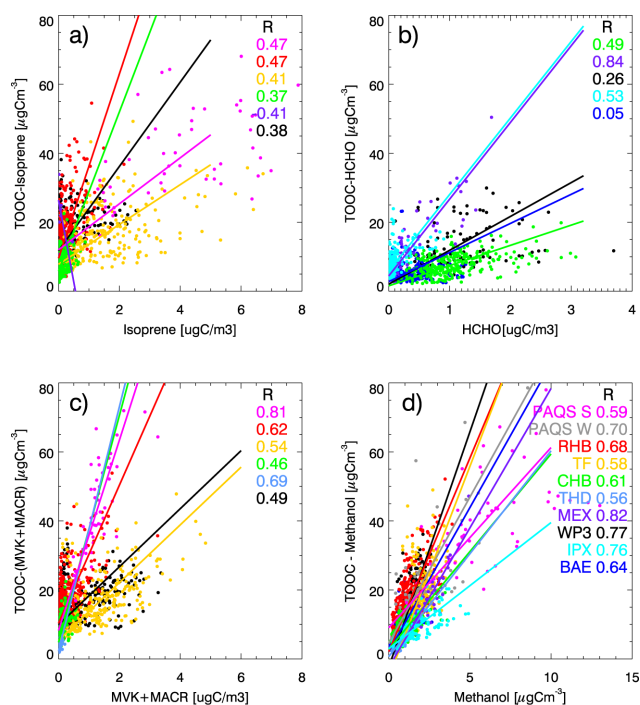 a)
R
0.47
0.47
0.41
0.37
0.41
0.38
80
60
40
20
0
TOOC-Isoprene [µgCm-3]
0 2 4 6 8
Isoprene [ugC/m3]
b)
R
0.49
0.84
0.26
0.53
0.05
80
60
40
20
0
TOOC-HCHO [µgCm-3]
0 1 2 3 4
HCHO[ugC/m3]
c)
R
0.81
0.62
0.54
0.46
0.69
0.49
80
60
40
20
0
TOOC-(MVK+MACR) [µgCm-3]
0 2 4 6 8
MVK+MACR [ugC/m3]
d)
R
PAQS S 0.59
PAQS W 0.70
RHB 0.68
TF 0.58
CHB 0.61
THD 0.56
MEX 0.82
WP3 0.77
IPX 0.76
BAE 0.64
80
60
40
20
0
TOOC - Methanol [µgCm-3]
0 5 10 15
Methanol [µgCm-3]